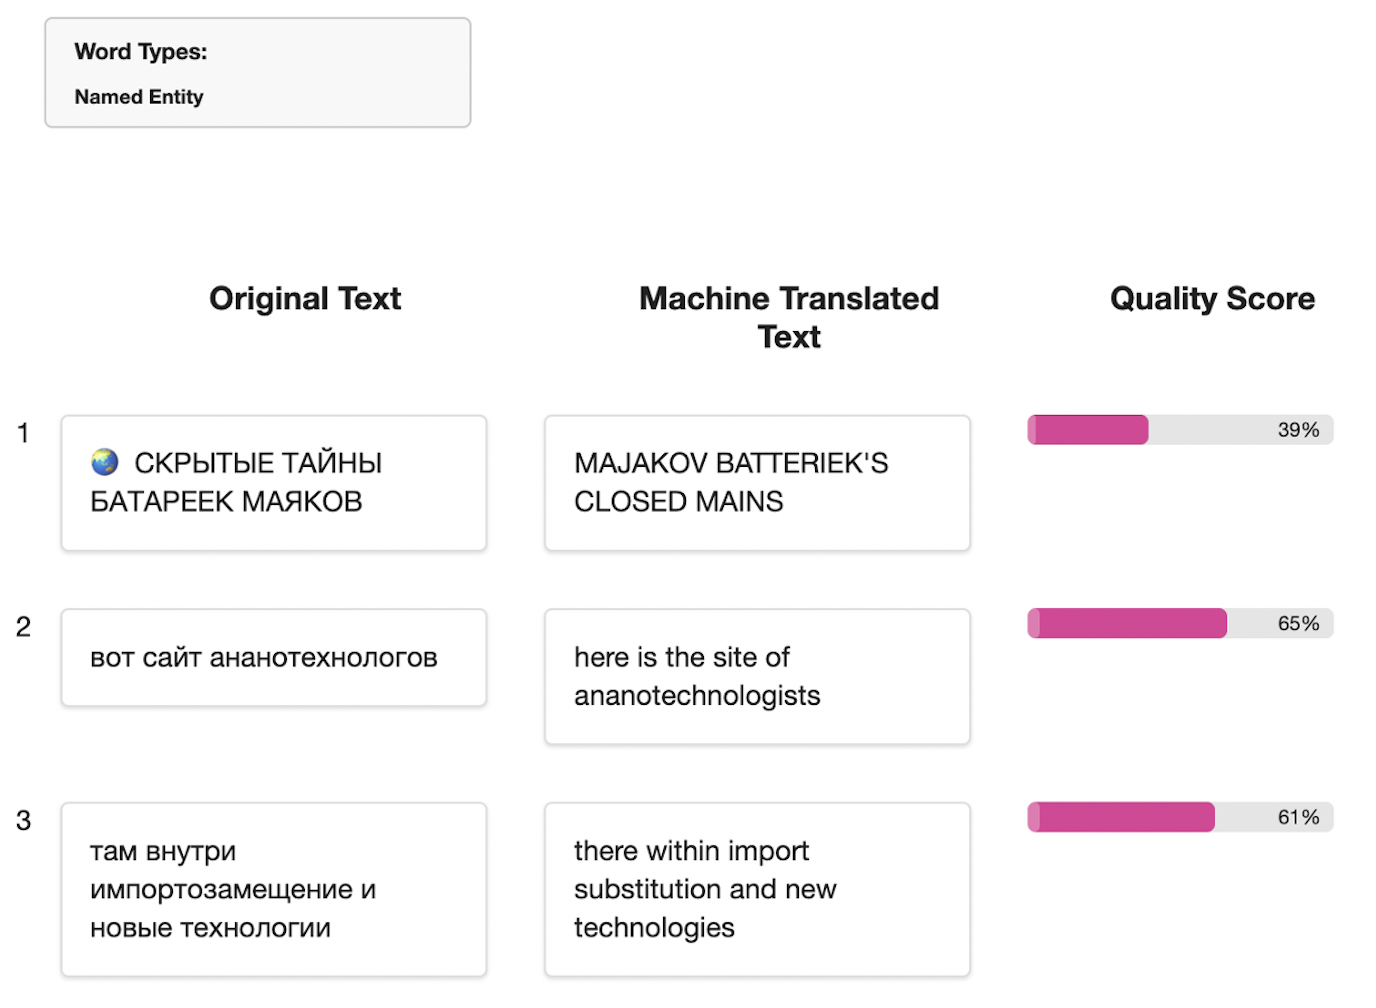 Word Types:
Named Entity
Original Text
Machine Translated
Text
Quality Score
1
🌏 СКРЫТЫЕ ТАЙНЫ
БАТАРЕЕК МАЯКОВ
MAJAKOV BATTERIEK'S
CLOSED MAINS
39%
2
вот сайт ананотехнологов
here is the site of
ananotechnologists
65%
3
там внутри
импортозамещение и
новые технологии
there within import
substitution and new
technologies
61%